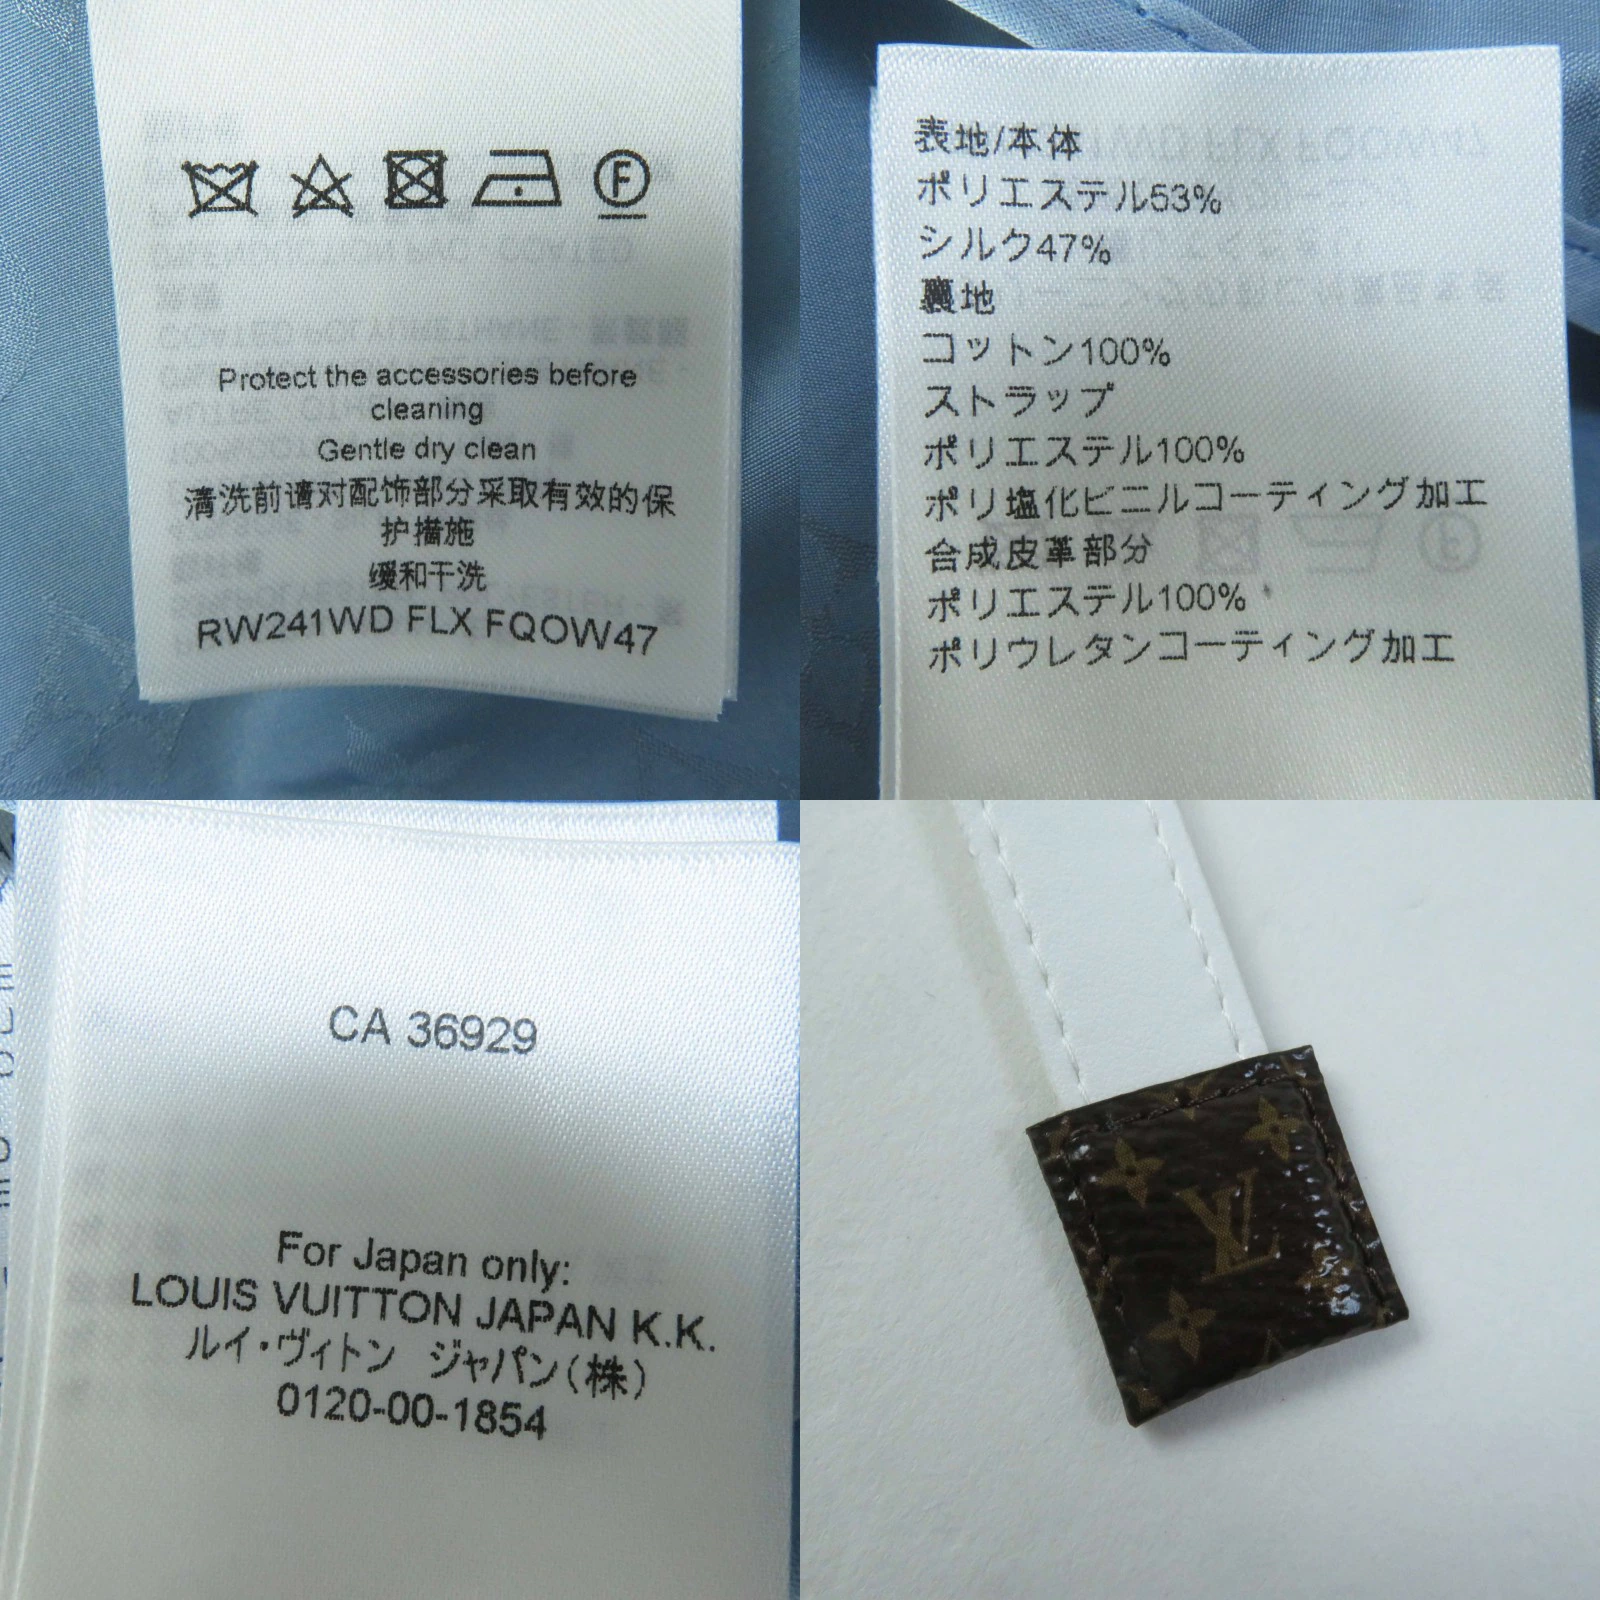 F
Protect the accessories before
cleaning
Gentle dry clean
清洗前请对配饰部分采取有效的保
护措施
缓和干洗
RW241WD FLX FQOW47
表地/本体
ポリエステル53%
シルク47%
裏地
コットン100%
ストラップ
ポリエステル100%
ポリ塩化ビニルコーティング加工
合成皮革部分
ポリエステル100%
ポリウレタンコーティング加工
CA 36929
For Japan only:
LOUIS VUITTON JAPAN K.K.
ルイ・ヴィトン ジャパン(株)
0120-00-1854
LV